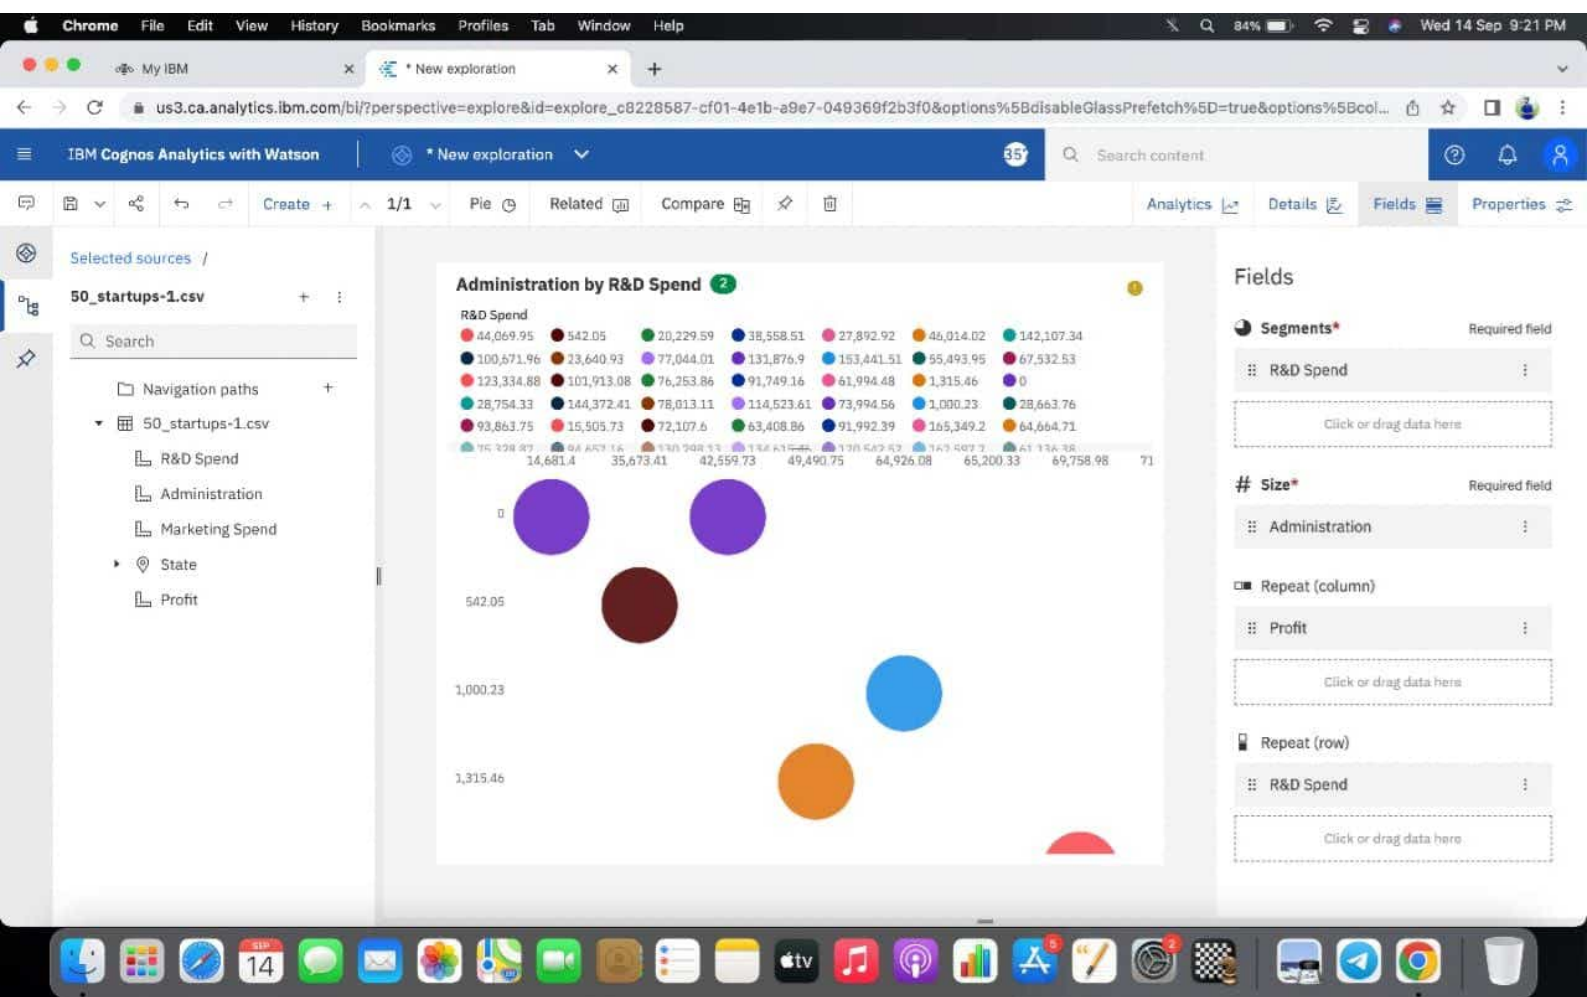 Chrome File Edit View History Bookmarks Profiles Tab Window Help 84% Wed 14 Sep 9:21 PM
My IBM × * New exploration × +
us3.ca.analytics.ibm.com/bi/?perspective=explore&id=explore_c8228587-cf01-4e1b-a9e7-049369f2b3f0&options%5BdisableGlassPrefetch%5D=true&options%5Bcol...
IBM Cognos Analytics with Watson * New exploration Search content
Create + 1/1 Pie Related Compare Analytics Details Fields Properties
Selected sources /
50_startups-1.csv
Search
Navigation paths +
50_startups-1.csv
R&D Spend
Administration
Marketing Spend
State
Profit
Administration by R&D Spend 2
R&D Spend
44,069.95 542.05 20,229.59 38,558.51 27,892.92 46,014.02 142,107.34
100,671.96 23,640.93 77,044.01 131,876.9 153,441.51 55,493.95 67,532.53
123,334.88 101,913.08 76,253.86 91,749.16 61,994.48 1,315.46 0
28,754.33 144,372.41 78,013.11 114,523.61 73,994.56 1,000.23 28,663.76
93,863.75 15,505.73 72,107.6 63,408.86 91,992.39 165,349.2 64,664.71
14,681.4 35,673.41 42,559.73 49,490.75 64,926.08 65,200.33 69,758.98 71
0
542.05
1,000.23
1,315.46
Fields
Segments* Required field
R&D Spend
Click or drag data here
# Size* Required field
Administration
Repeat (column)
Profit
Click or drag data here
Repeat (row)
R&D Spend
Click or drag data here
SEP
14
tv
5
2